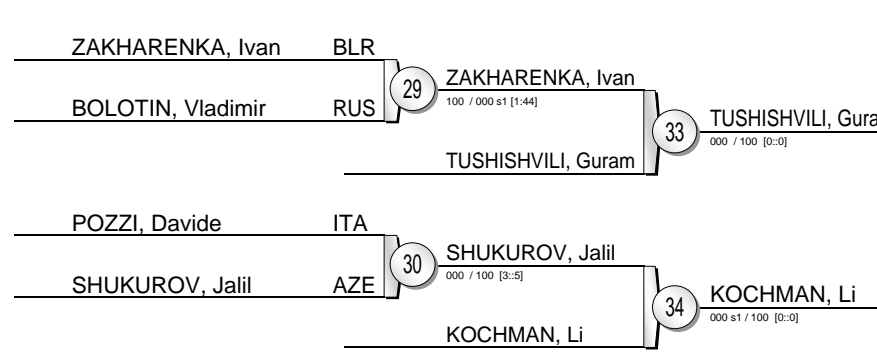 ZAKHARENKA, Ivan BLR
BOLOTIN, Vladimir RUS
29
ZAKHARENKA, Ivan
100 / 000 s1 [1:44]
TUSHISHVILI, Guram
33
TUSHISHVILI, Gura
000 / 100 [0::0]
POZZI, Davide ITA
SHUKUROV, Jalil AZE
30
SHUKUROV, Jalil
000 / 100 [3::5]
KOCHMAN, Li
34
KOCHMAN, Li
000 s1 / 100 [0::0]